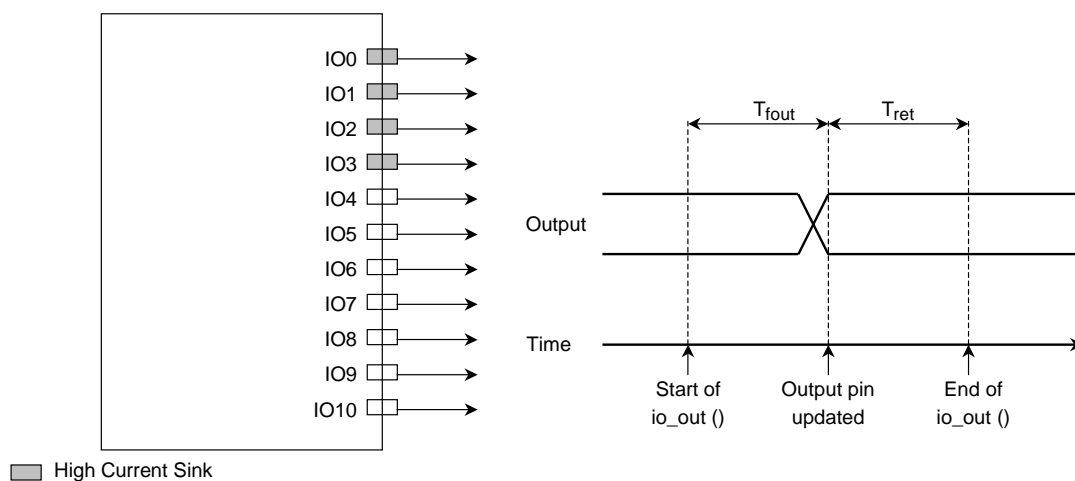 IO0
IO1
IO2
IO3
IO4
IO5
IO6
IO7
IO8
IO9
IO10
High Current Sink
Tfout
Tret
Output
Time
Start of
io_out ()
Output pin
updated
End of
io_out ()